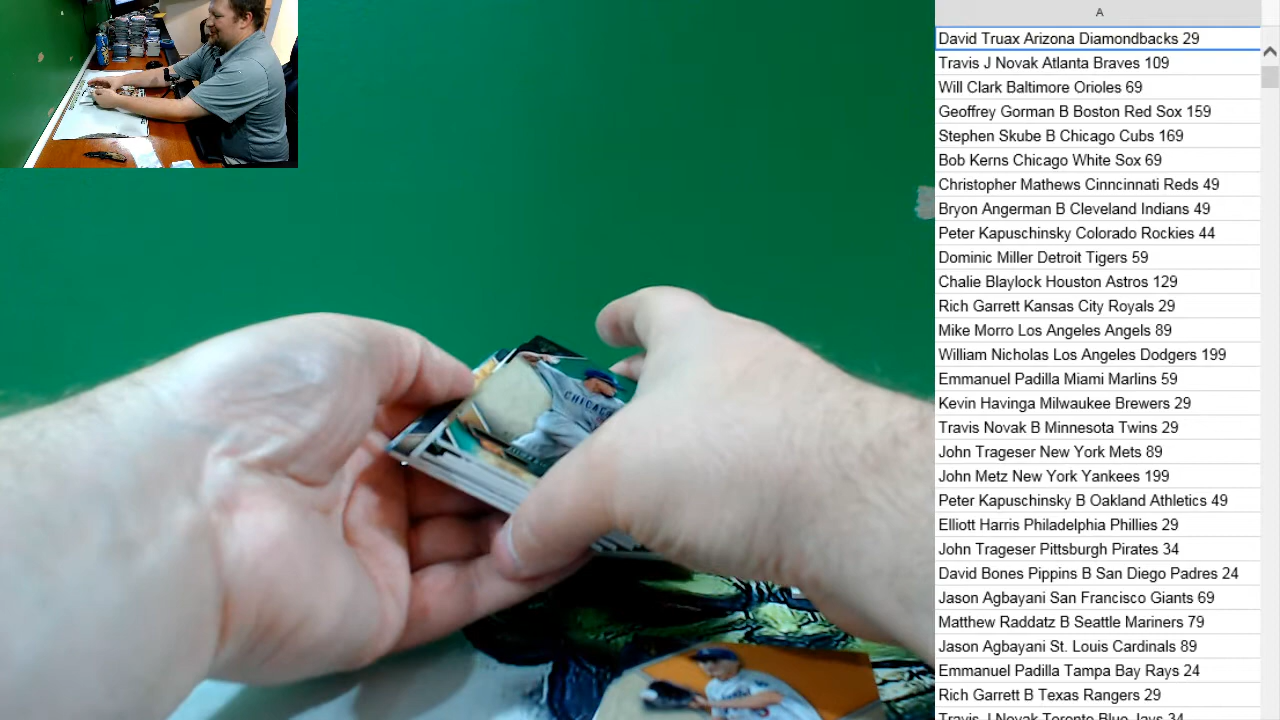 A
David Truax Arizona Diamondbacks 29
Travis J Novak Atlanta Braves 109
Will Clark Baltimore Orioles 69
Geoffrey Gorman B Boston Red Sox 159
Stephen Skube B Chicago Cubs 169
Bob Kerns Chicago White Sox 69
Christopher Mathews Cinncinnati Reds 49
Bryon Angerman B Cleveland Indians 49
Peter Kapuschinsky Colorado Rockies 44
Dominic Miller Detroit Tigers 59
Chalie Blaylock Houston Astros 129
Rich Garrett Kansas City Royals 29
Mike Morro Los Angeles Angels 89
William Nicholas Los Angeles Dodgers 199
Emmanuel Padilla Miami Marlins 59
Kevin Havinga Milwaukee Brewers 29
Travis Novak B Minnesota Twins 29
John Trageser New York Mets 89
John Metz New York Yankees 199
Peter Kapuschinsky B Oakland Athletics 49
Elliott Harris Philadelphia Phillies 29
John Trageser Pittsburgh Pirates 34
David Bones Pippins B San Diego Padres 24
Jason Agbayani San Francisco Giants 69
Matthew Raddatz B Seattle Mariners 79
Jason Agbayani St. Louis Cardinals 89
Emmanuel Padilla Tampa Bay Rays 24
Rich Garrett B Texas Rangers 29
Travis J Novak Toronto Blue Jays 34
CHICAGO